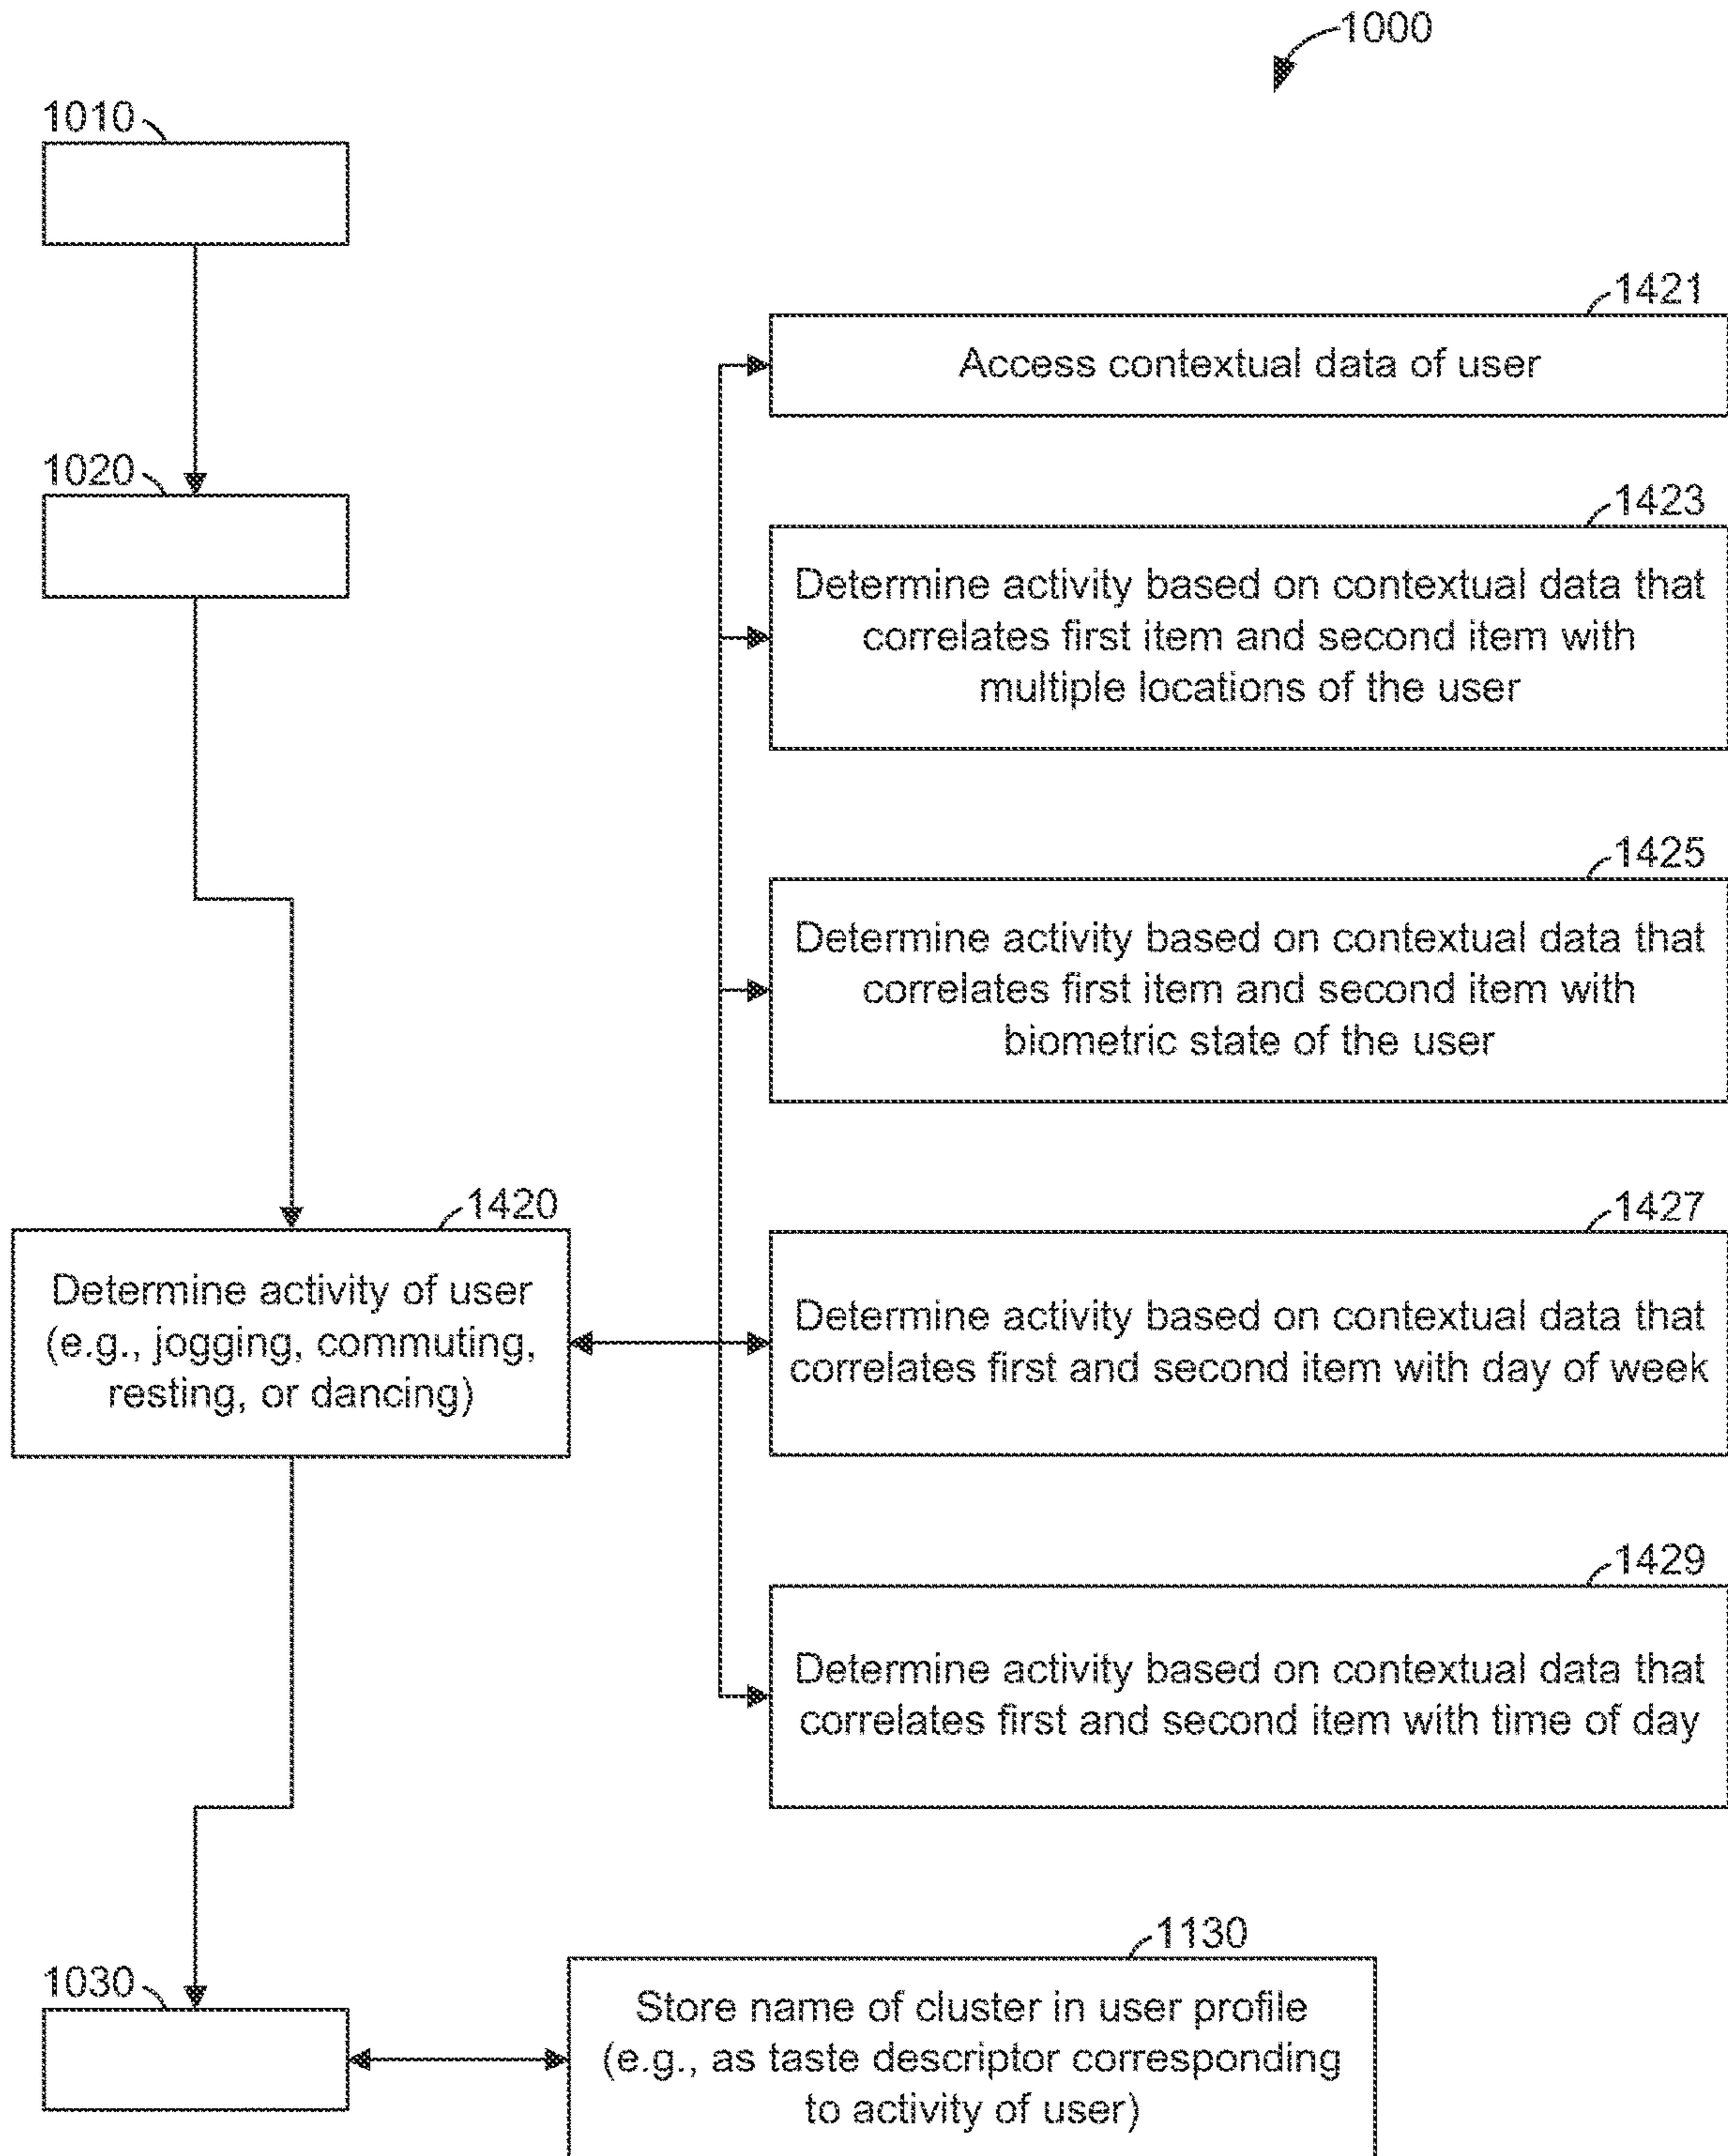 1000
1010
1421
Access contextual data of user
1020
1423
Determine activity based on contextual data that
correlates first item and second item with
multiple locations of the user
1425
Determine activity based on contextual data that
correlates first item and second item with
biometric state of the user
1420
Determine activity of user
(e.g., jogging, commuting,
resting, or dancing)
1427
Determine activity based on contextual data that
correlates first and second item with day of week
1429
Determine activity based on contextual data that
correlates first and second item with time of day
1030
1130
Store name of cluster in user profile
(e.g., as taste descriptor corresponding
to activity of user)